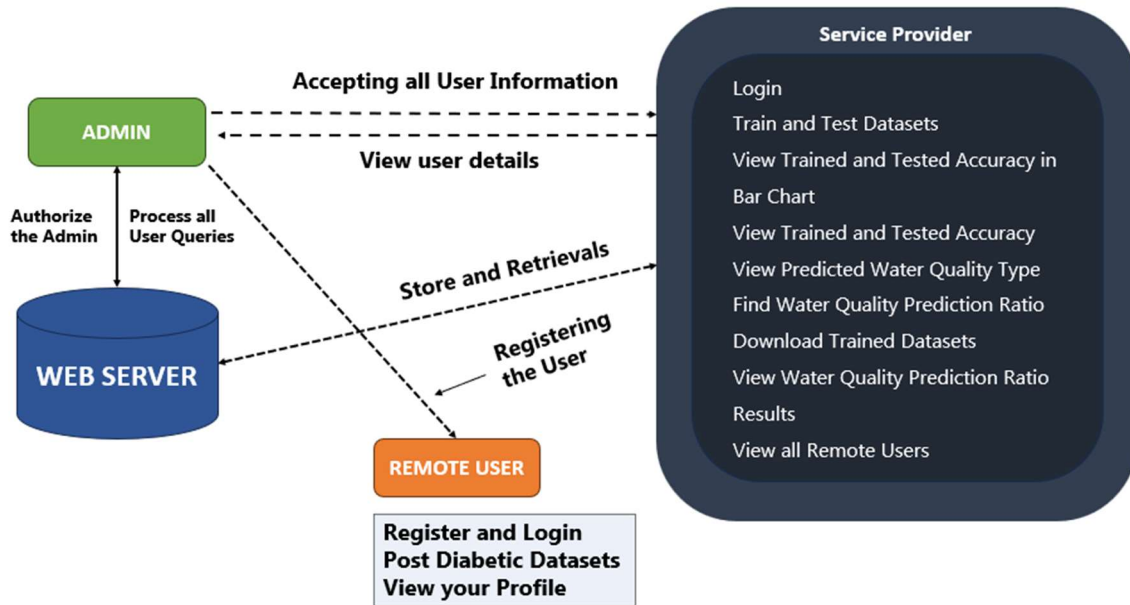 Service Provider
Login
Train and Test Datasets
View Trained and Tested Accuracy in
Bar Chart
View Trained and Tested Accuracy
View Predicted Water Quality Type
Find Water Quality Prediction Ratio
Download Trained Datasets
View Water Quality Prediction Ratio
Results
View all Remote Users
Accepting all User Information
ADMIN
View user details
Authorize
the Admin
Process all
User Queries
Store and Retrievals
WEB SERVER
Registering
the User
REMOTE USER
Register and Login
Post Diabetic Datasets
View your Profile